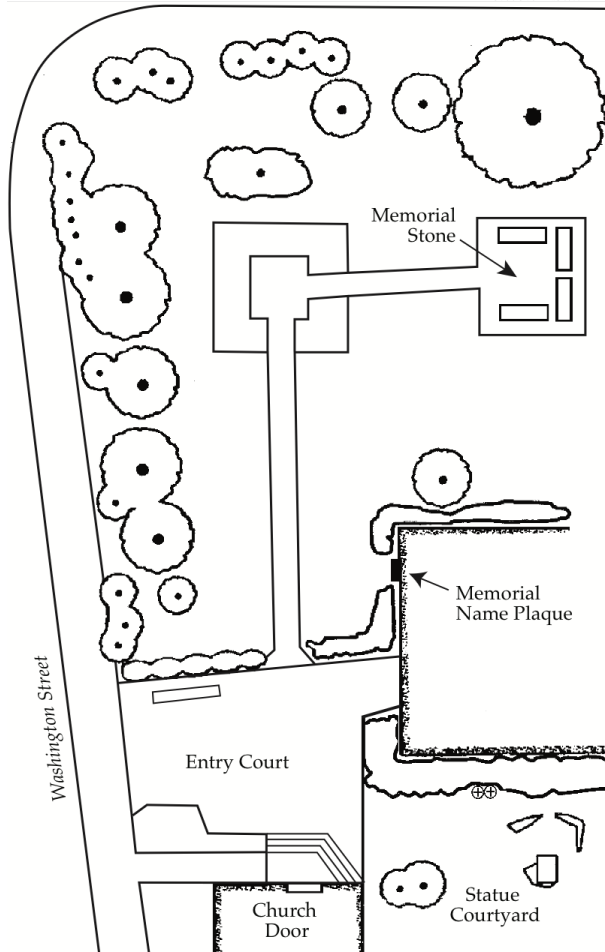 Memorial
Stone
Memorial
Name Plaque
Washington Street
Entry Court
Church
Door
Statue
Courtyard